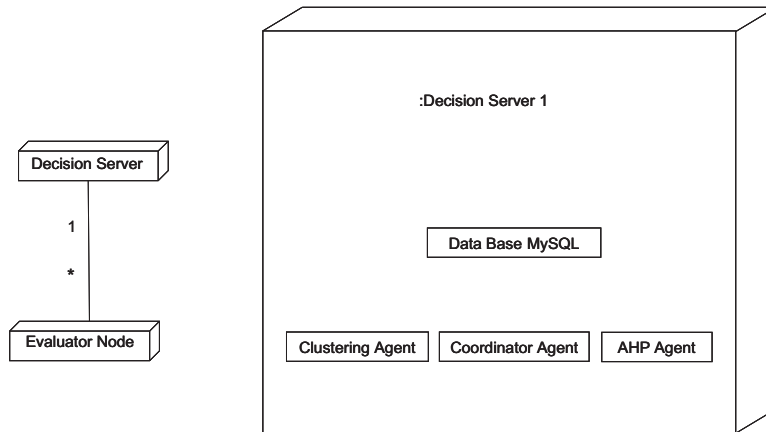 :Decision Server 1
Decision Server
1
*
Data Base MySQL
Evaluator Node
Clustering Agent
Coordinator Agent
AHP Agent